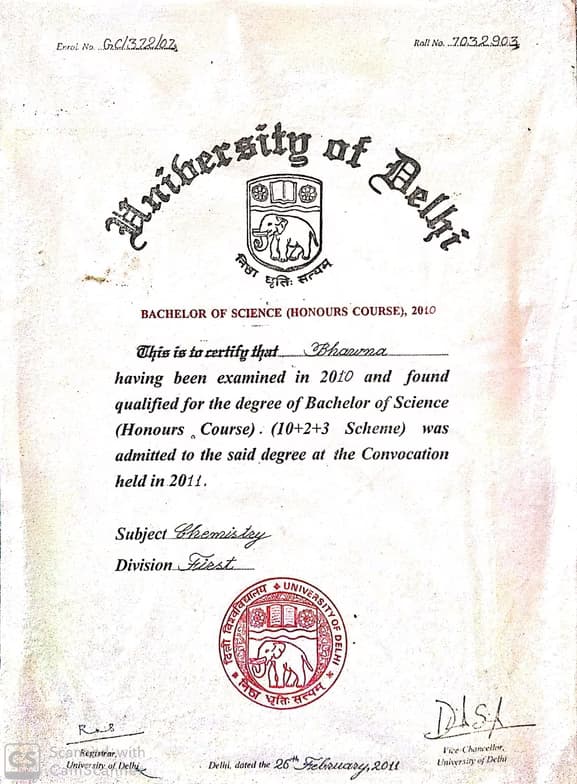 Enrol. No. GC/372/07
Roll No. 7032903
University of Delhi
निष्ठा धृतिः सत्यम्
BACHELOR OF SCIENCE (HONOURS COURSE), 2010
This is to certify that Bhawna
having been examined in 2010 and found
qualified for the degree of Bachelor of Science
(Honours Course). (10+2+3 Scheme) was
admitted to the said degree at the Convocation
held in 2011.
Subject Chemistry
Division First
दिल्ली विश्वविद्यालय ✦ UNIVERSITY OF DELHI
निष्ठा धृतिः सत्यम्
Registrar,
University of Delhi
Delhi, dated the 26th February, 2011
Vice-Chancellor,
University of Delhi
CS Scanned with
CamScanner